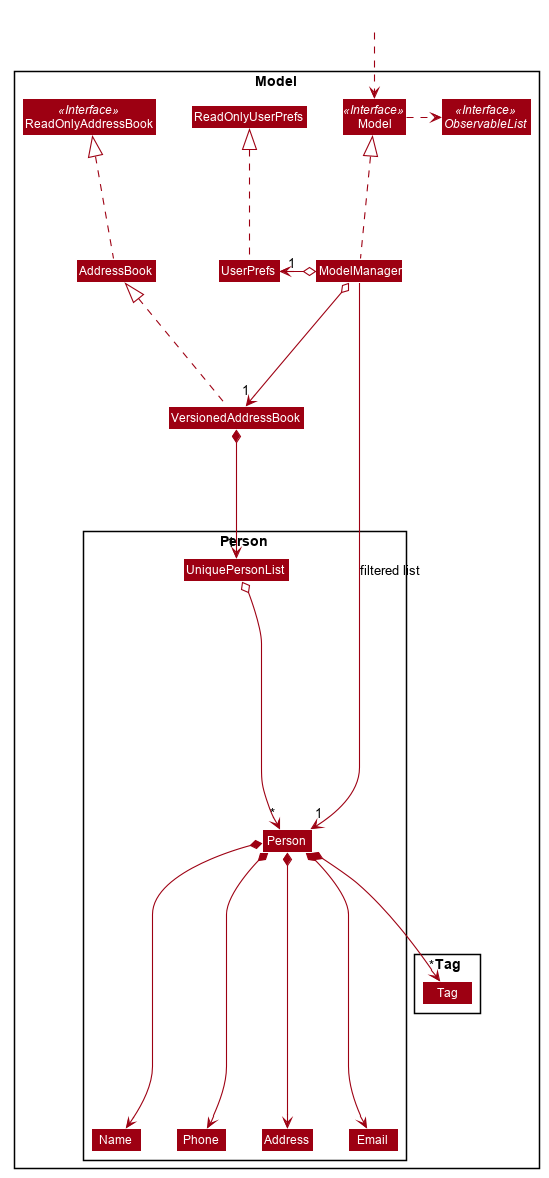 Model
«Interface»
ReadOnlyAddressBook
ReadOnlyUserPrefs
«Interface»
Model
«Interface»
ObservableList
AddressBook
UserPrefs
1
ModelManager
1
VersionedAddressBook
Person
UniquePersonList
filtered list
*
1
Person
*
Tag
Tag
Name
Phone
Address
Email